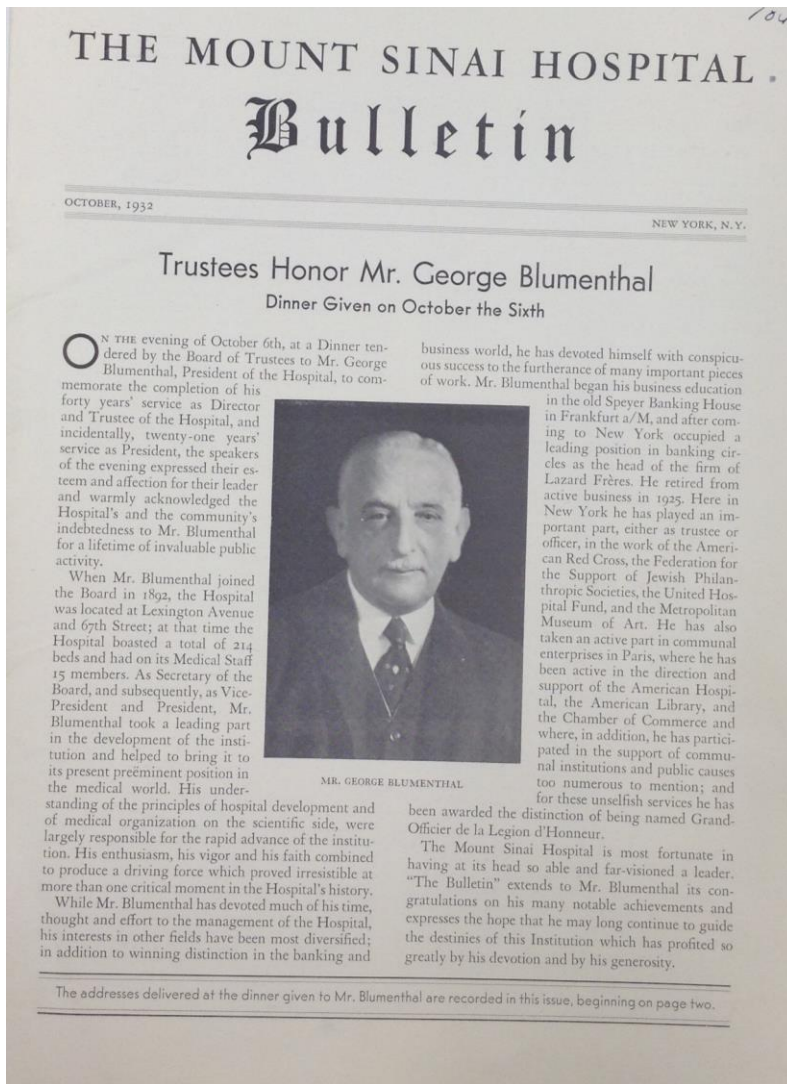 THE MOUNT SINAI HOSPITAL
Bulletin
OCTOBER, 1932
NEW YORK, N.Y.
Trustees Honor Mr. George Blumenthal
Dinner Given on October the Sixth
ON THE evening of October 6th, at a Dinner ten-
dered by the Board of Trustees to Mr. George
Blumenthal, President of the Hospital, to com-
memorate the completion of his
forty years' service as Director
and Trustee of the Hospital, and
incidentally, twenty-one years'
service as President, the speakers
of the evening expressed their es-
teem and affection for their leader
and warmly acknowledged the
Hospital's and the community's
indebtedness to Mr. Blumenthal
for a lifetime of invaluable public
activity.
When Mr. Blumenthal joined
the Board in 1892, the Hospital
was located at Lexington Avenue
and 67th Street; at that time the
Hospital boasted a total of 214
beds and had on its Medical Staff
15 members. As Secretary of the
Board, and subsequently, as Vice-
President and President, Mr.
Blumenthal took a leading part
in the development of the insti-
tution and helped to bring it to
its present preëminent position in
the medical world. His under-
standing of the principles of hospital development and
of medical organization on the scientific side, were
largely responsible for the rapid advance of the institu-
tion. His enthusiasm, his vigor and his faith combined
to produce a driving force which proved irresistible at
more than one critical moment in the Hospital's history.
While Mr. Blumenthal has devoted much of his time,
thought and effort to the management of the Hospital,
his interests in other fields have been most diversified;
in addition to winning distinction in the banking and
MR. GEORGE BLUMENTHAL
business world, he has devoted himself with conspicu-
ous success to the furtherance of many important pieces
of work. Mr. Blumenthal began his business education
in the old Speyer Banking House
in Frankfurt a/M, and after com-
ing to New York occupied a
leading position in banking cir-
cles as the head of the firm of
Lazard Frères. He retired from
active business in 1925. Here in
New York he has played an im-
portant part, either as trustee or
officer, in the work of the Ameri-
can Red Cross, the Federation for
the Support of Jewish Philan-
thropic Societies, the United Hos-
pital Fund, and the Metropolitan
Museum of Art. He has also
taken an active part in communal
enterprises in Paris, where he has
been active in the direction and
support of the American Hospi-
tal, the American Library, and
the Chamber of Commerce and
where, in addition, he has partici-
pated in the support of commu-
nal institutions and public causes
too numerous to mention; and
for these unselfish services he has
been awarded the distinction of being named Grand-
Officier de la Legion d'Honneur.
The Mount Sinai Hospital is most fortunate in
having at its head so able and far-visioned a leader.
"The Bulletin" extends to Mr. Blumenthal its con-
gratulations on his many notable achievements and
expresses the hope that he may long continue to guide
the destinies of this Institution which has profited so
greatly by his devotion and by his generosity.
The addresses delivered at the dinner given to Mr. Blumenthal are recorded in this issue, beginning on page two.